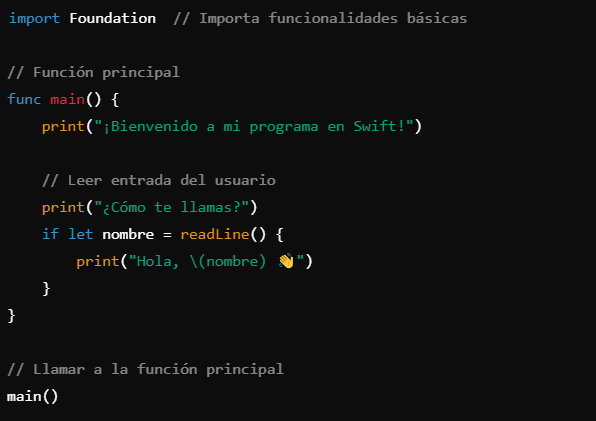 import Foundation  // Importa funcionalidades básicas

// Función principal
func main() {
    print("¡Bienvenido a mi programa en Swift!")

    // Leer entrada del usuario
    print("¿Cómo te llamas?")
    if let nombre = readLine() {
        print("Hola, \(nombre) 👋")
    }
}

// Llamar a la función principal
main()